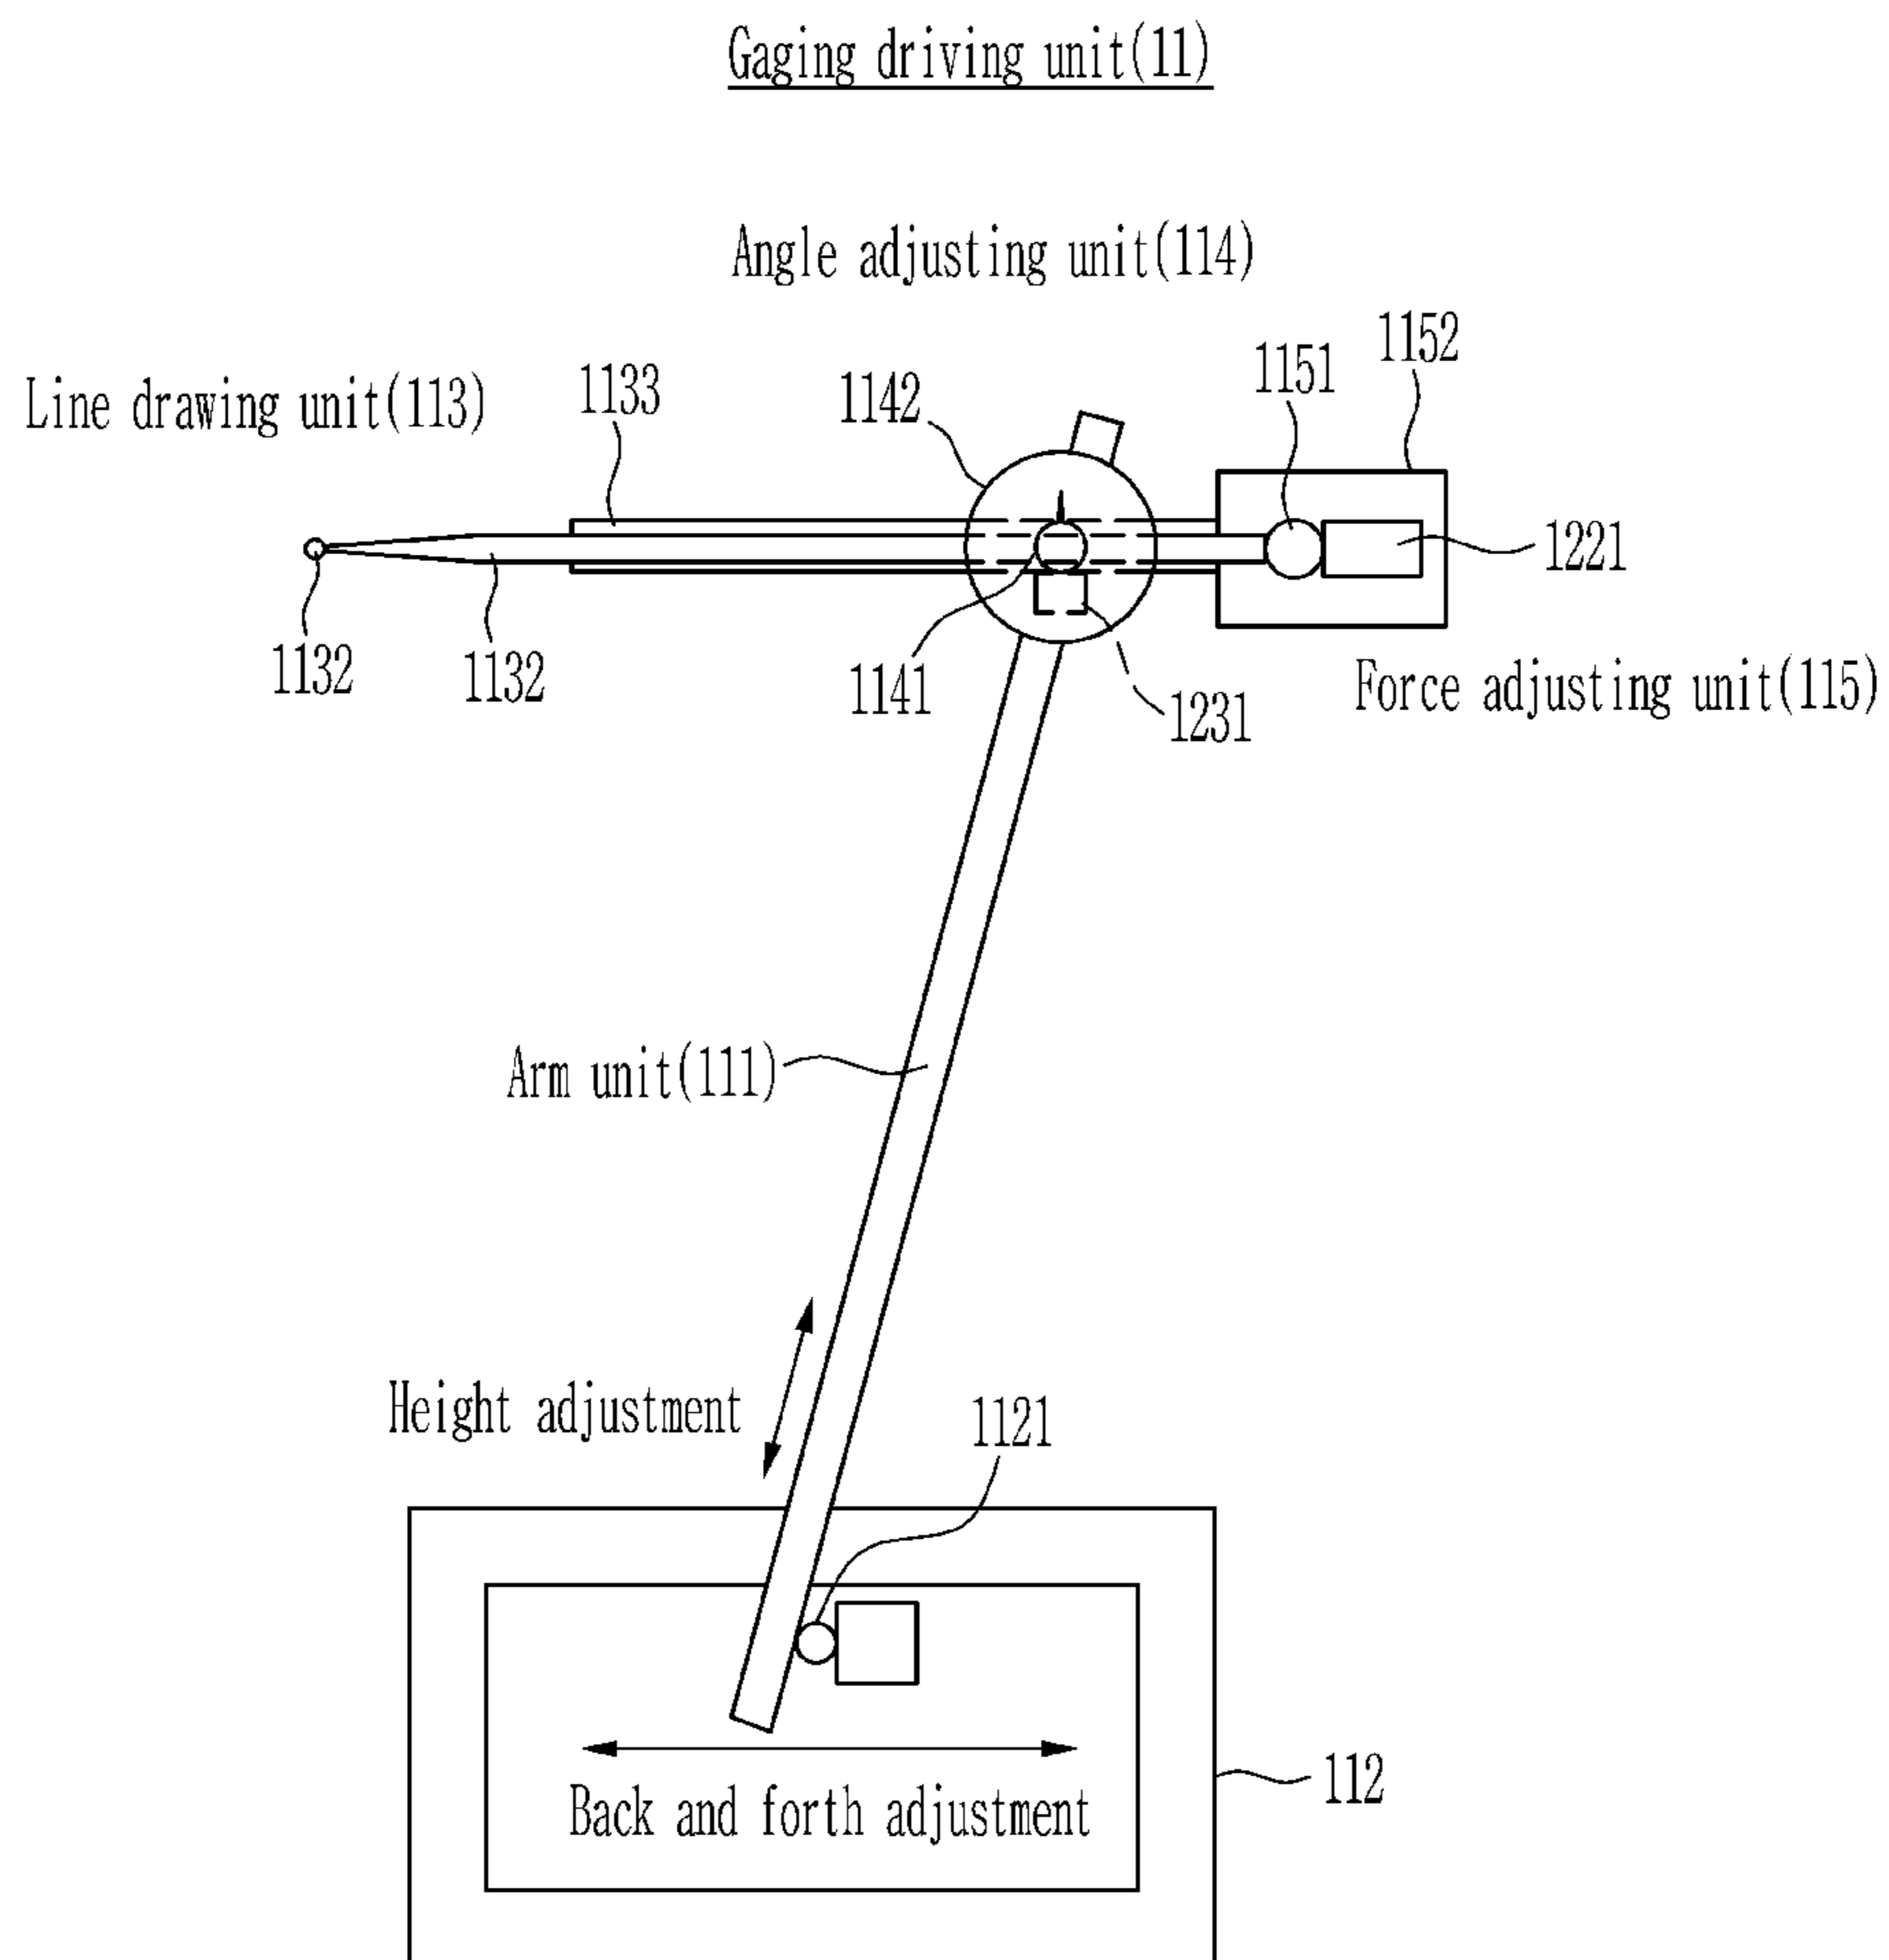 Gaging driving unit(11)
Angle adjusting unit(114)
1152
1151
1133
1142
Line drawing unit(113)
1221
1132
1132
1141
1231
Force adjusting unit(115)
Arm unit(111)
Height adjustment
1121
112
Back and forth adjustment